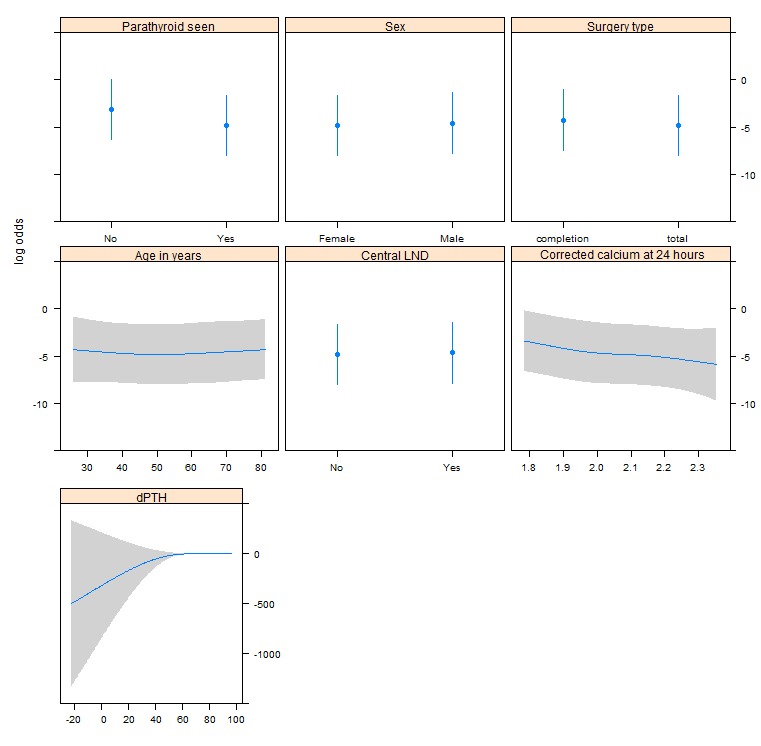 Parathyroid seen
Sex
Surgery type
0
-5
-10
No
Yes
Female
Male
completion
total
log odds
Age in years
Central LND
Corrected calcium at 24 hours
0
-5
-10
0
-5
-10
30
40
50
60
70
80
No
Yes
1.8
1.9
2.0
2.1
2.2
2.3
dPTH
0
-500
-1000
-20
0
20
40
60
80
100